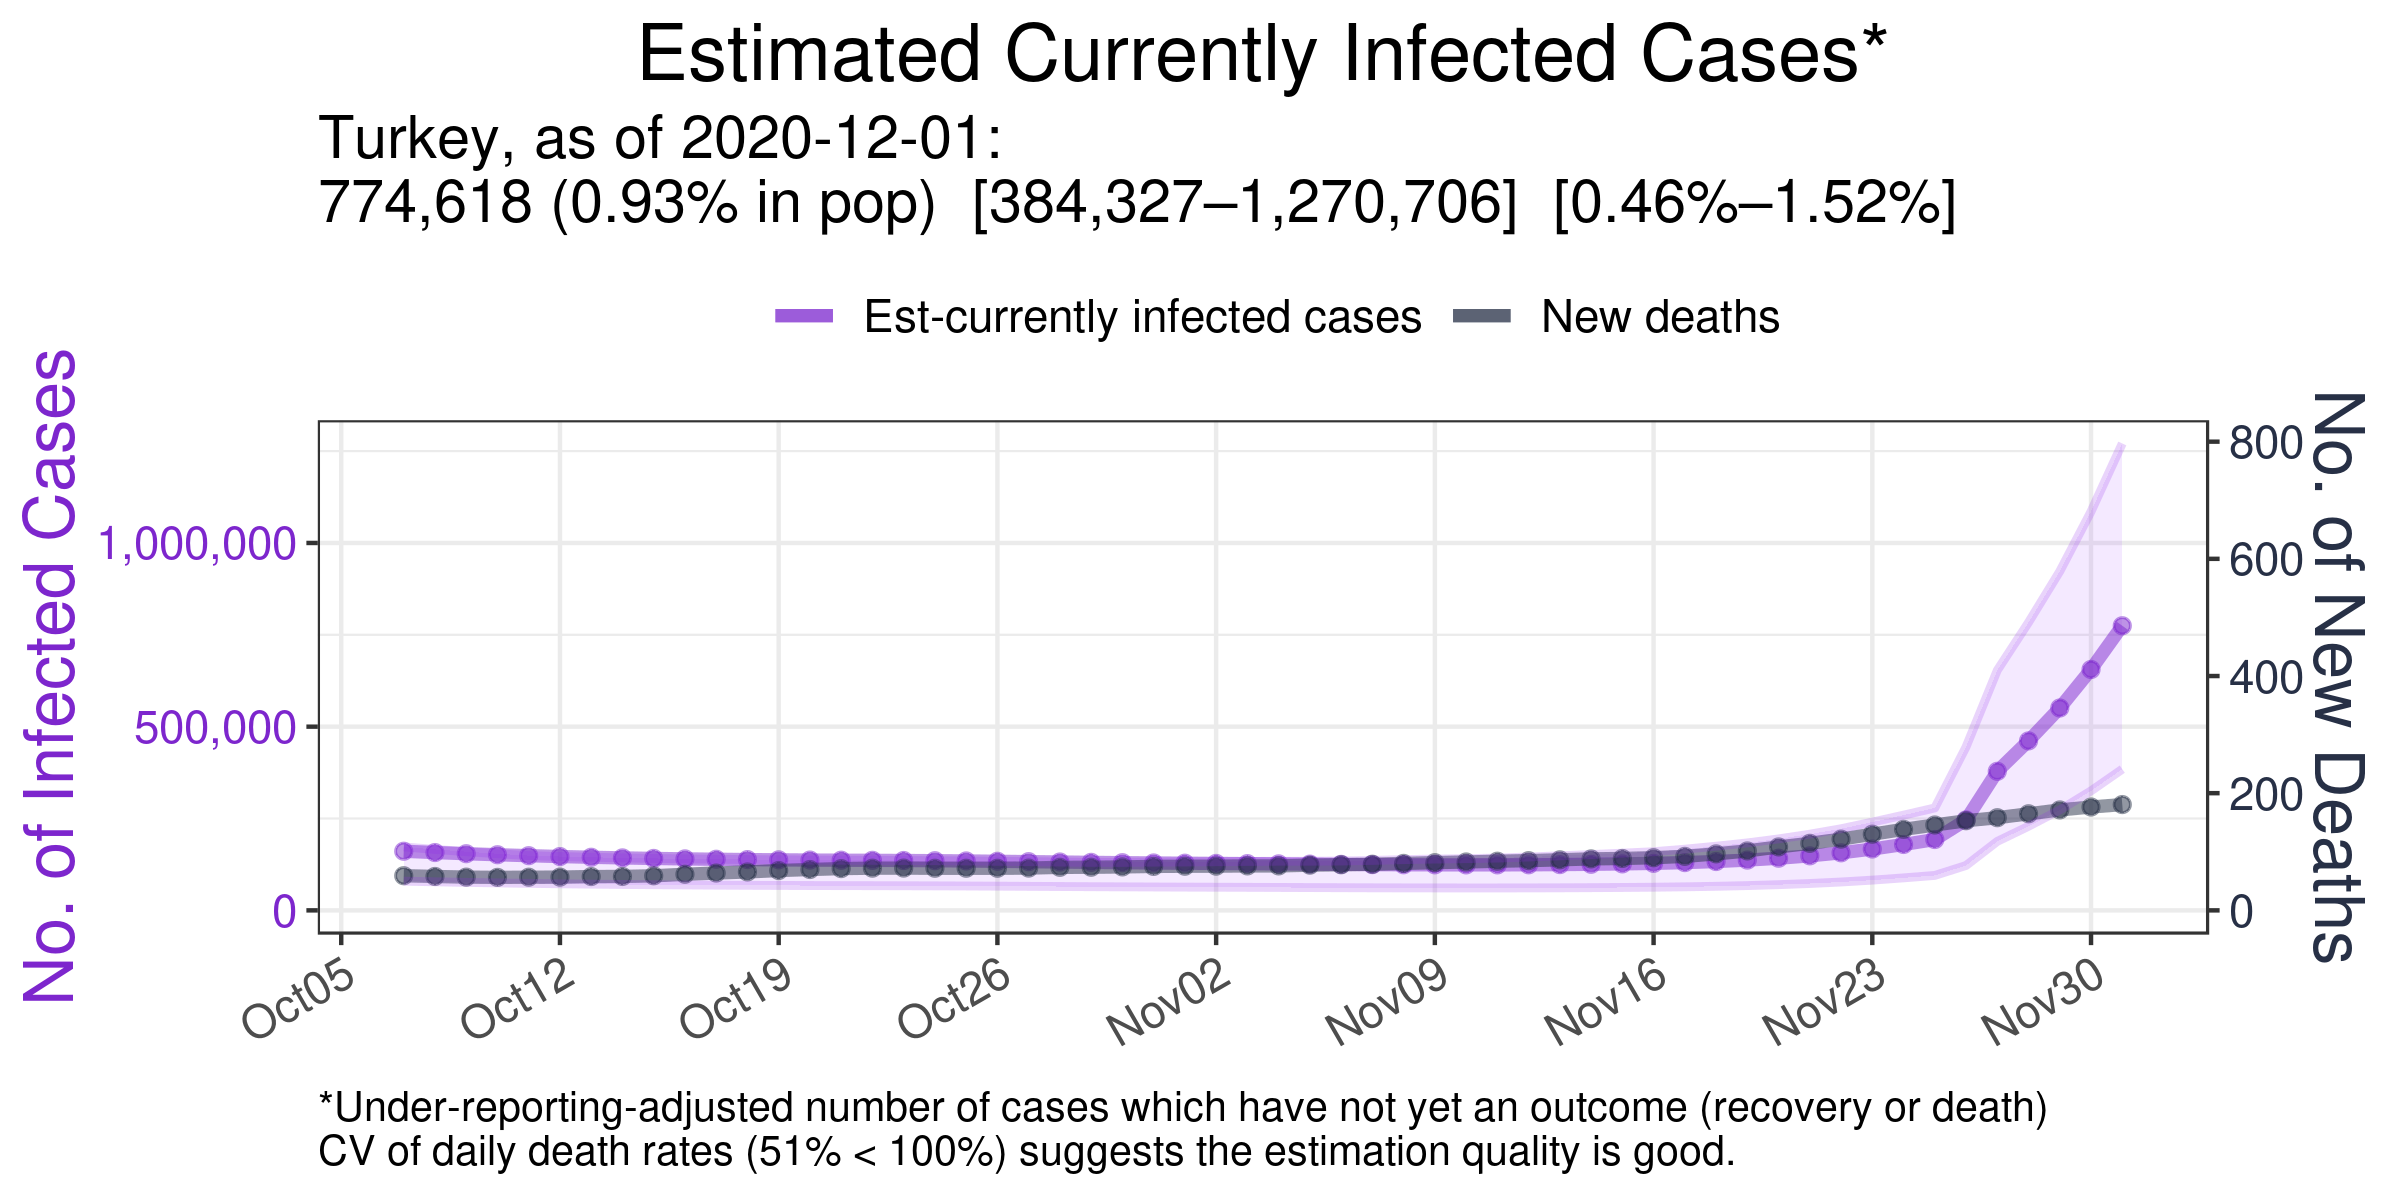 Estimated Currently Infected Cases*
Turkey, as of 2020-12-01:
774,618 (0.93% in pop)  [384,327–1,270,706]  [0.46%–1.52%]
Est-currently infected cases
New deaths
No. of Infected Cases
1,000,000
500,000
0
800
600
400
200
0
No. of New Deaths
Oct05
Oct12
Oct19
Oct26
Nov02
Nov09
Nov16
Nov23
Nov30
*Under-reporting-adjusted number of cases which have not yet an outcome (recovery or death)
CV of daily death rates (51% < 100%) suggests the estimation quality is good.